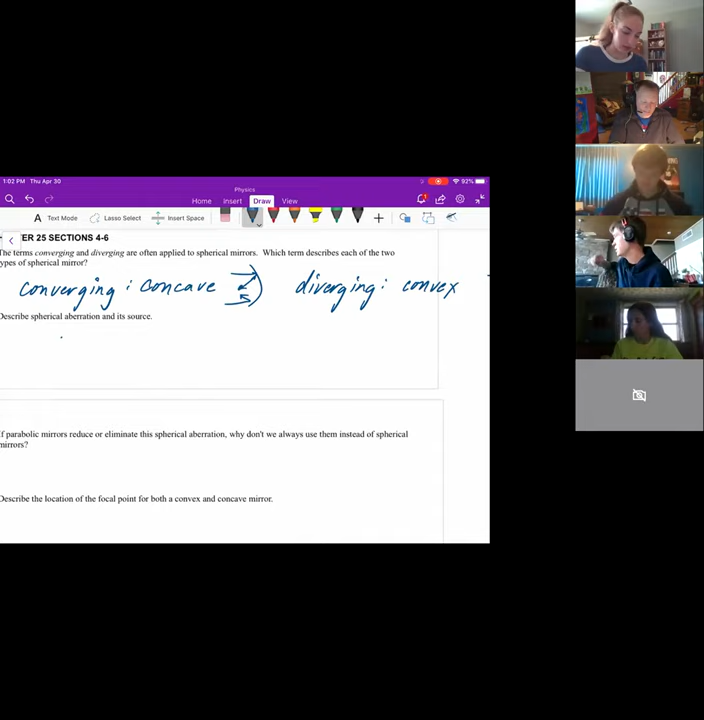 1:02 PM Thu Apr 30
92%
Physics
Home Insert Draw View
Text Mode Lasso Select Insert Space
ER 25 SECTIONS 4-6
The terms converging and diverging are often applied to spherical mirrors. Which term describes each of the two
types of spherical mirror?
converging : concave diverging : convex
Describe spherical aberration and its source.
If parabolic mirrors reduce or eliminate this spherical aberration, why don't we always use them instead of spherical
mirrors?
Describe the location of the focal point for both a convex and concave mirror.